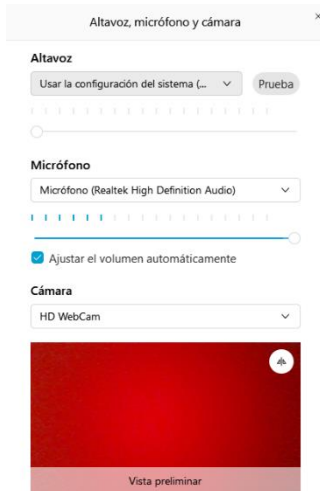 Altavoz, micrófono y cámara
Altavoz
Usar la configuración del sistema (...
Prueba
Micrófono
Micrófono (Realtek High Definition Audio)
Ajustar el volumen automáticamente
Cámara
HD WebCam
Vista preliminar